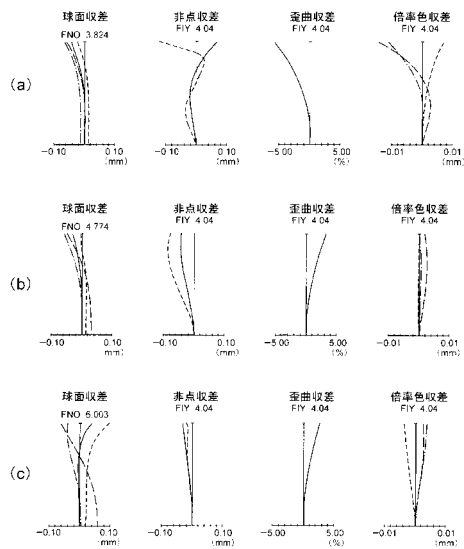 球面収差 非点収差 歪曲収差 倍率色収差
FNO 3.824 FIY 4.04 FIY 4.04 FIY 4.04
(a)
-0.10 0.10 -0.10 0.10 -5.00 5.00 -0.01 0.01
(mm) (mm) (%) (mm)
球面収差 非点収差 歪曲収差 倍率色収差
FNO 4.774 FIY 4.04 FIY 4.04 FIY 4.04
(b)
-0.10 0.10 -0.10 0.10 -5.00 5.00 -0.01 0.01
(mm) (mm) (%) (mm)
球面収差 非点収差 歪曲収差 倍率色収差
FNO 5.003 FIY 4.04 FIY 4.04 FIY 4.04
(c)
-0.10 0.10 -0.10 0.10 -5.00 5.00 -0.01 0.01
(mm) (mm) (%) (mm)